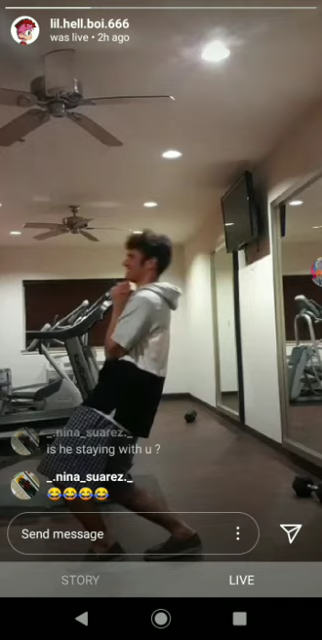 lil.hell.boi.666
was live • 2h ago
_.nina_suarez._
is he staying with u ?
_.nina_suarez._
😂😂😂😂
Send message
STORY
LIVE